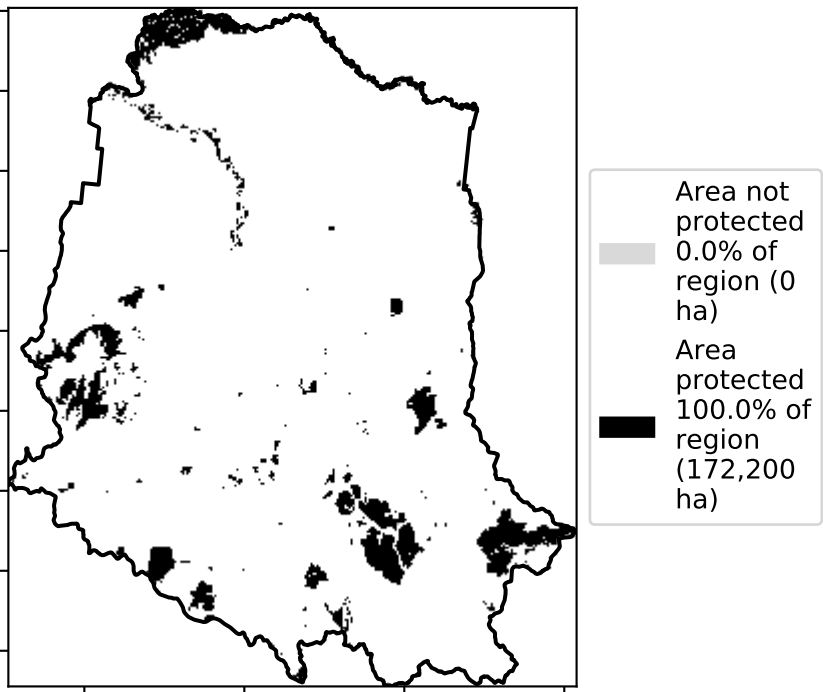 Area not
protected
0.0% of
region (0
ha)
Area
protected
100.0% of
region
(172,200
ha)